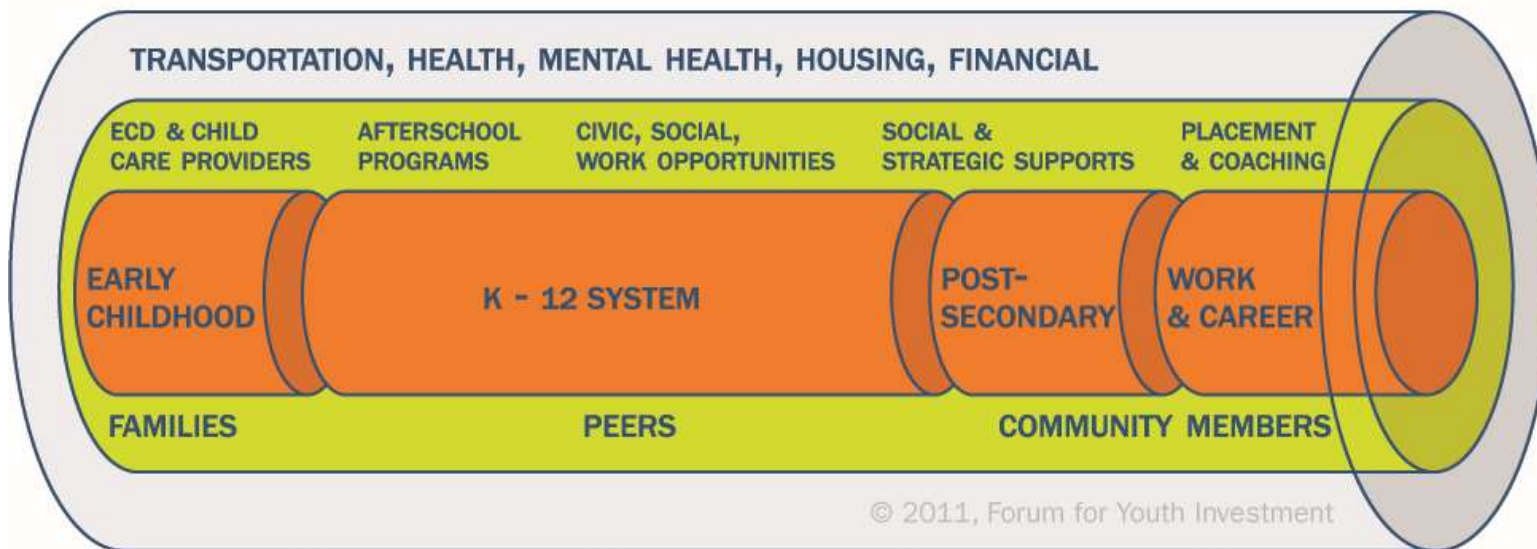 TRANSPORTATION, HEALTH, MENTAL HEALTH, HOUSING, FINANCIAL
ECD & CHILD
CARE PROVIDERS
AFTERSCHOOL
PROGRAMS
CIVIC, SOCIAL,
WORK OPPORTUNITIES
SOCIAL &
STRATEGIC SUPPORTS
PLACEMENT
& COACHING
EARLY
CHILDHOOD
K - 12 SYSTEM
POST-
SECONDARY
WORK
& CAREER
FAMILIES
PEERS
COMMUNITY MEMBERS
© 2011, Forum for Youth Investment